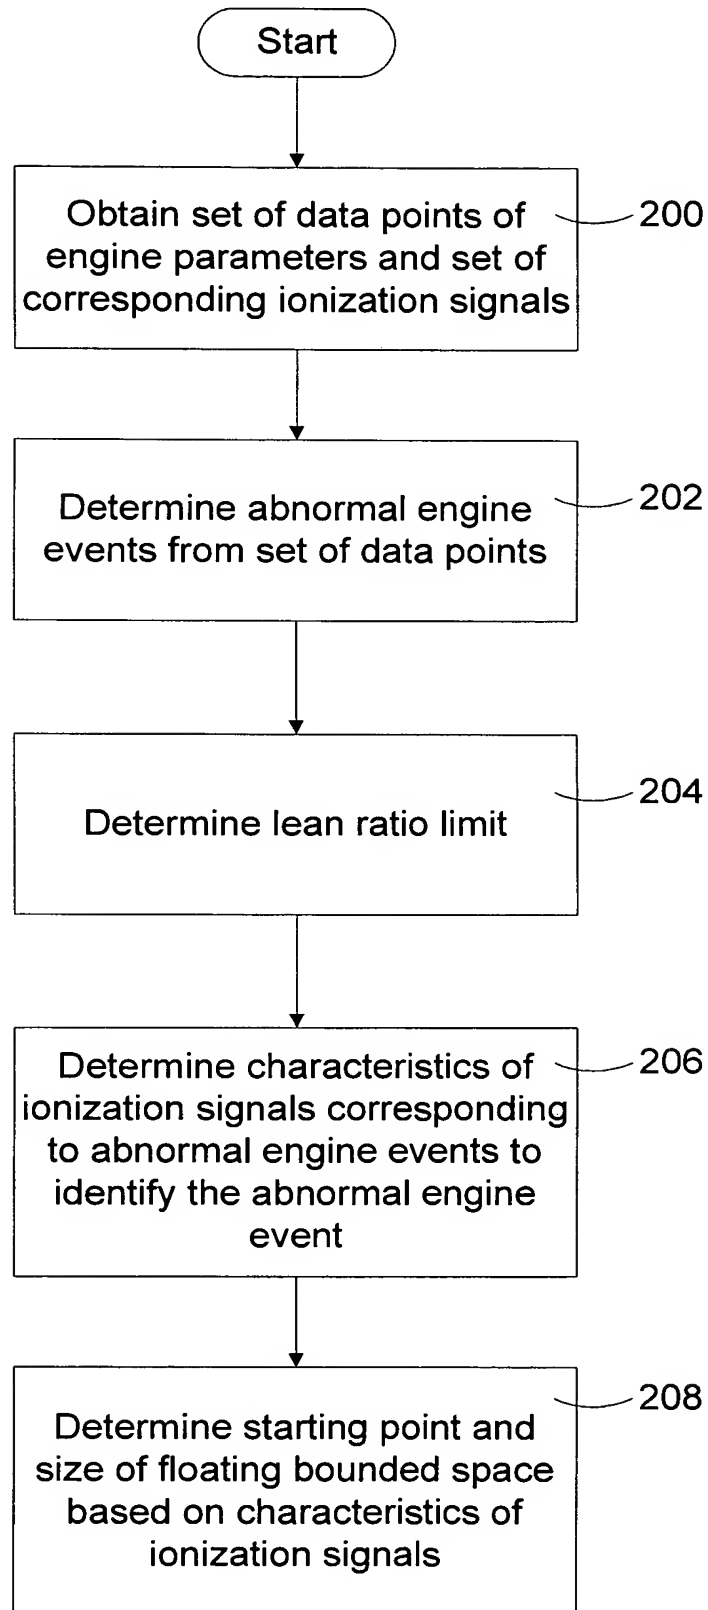 Start
Obtain set of data points of
engine parameters and set of
corresponding ionization signals
200
Determine abnormal engine
events from set of data points
202
Determine lean ratio limit
204
Determine characteristics of
ionization signals corresponding
to abnormal engine events to
identify the abnormal engine
event
206
Determine starting point and
size of floating bounded space
based on characteristics of
ionization signals
208